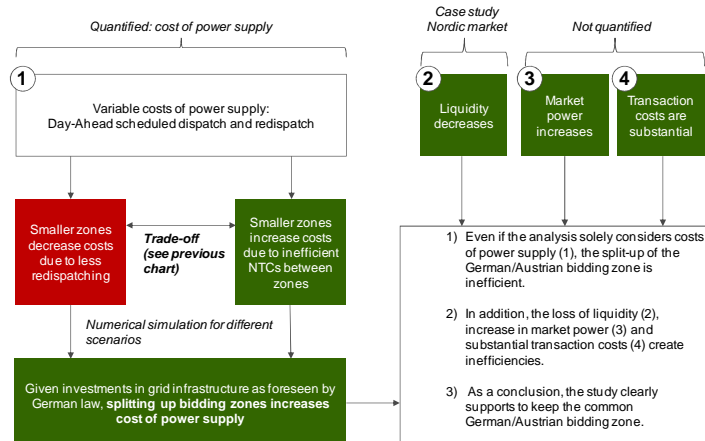 Quantified: cost of power supply
Case study
Nordic market
Not quantified
1
Variable costs of power supply:
Day-Ahead scheduled dispatch and redispatch
2
Liquidity
decreases
3
Market
power
increases
4
Transaction
costs are
substantial
Smaller zones
decrease costs
due to less
redispatching
Trade-off
(see previous
chart)
Smaller zones
increase costs
due to inefficient
NTCs between
zones
Numerical simulation for different
scenarios
Given investments in grid infrastructure as foreseen by
German law, splitting up bidding zones increases
cost of power supply
1) Even if the analysis solely considers costs
of power supply (1), the split-up of the
German/Austrian bidding zone is
inefficient.
2) In addition, the loss of liquidity (2),
increase in market power (3) and
substantial transaction costs (4) create
inefficiencies.
3) As a conclusion, the study clearly
supports to keep the common
German/Austrian bidding zone.